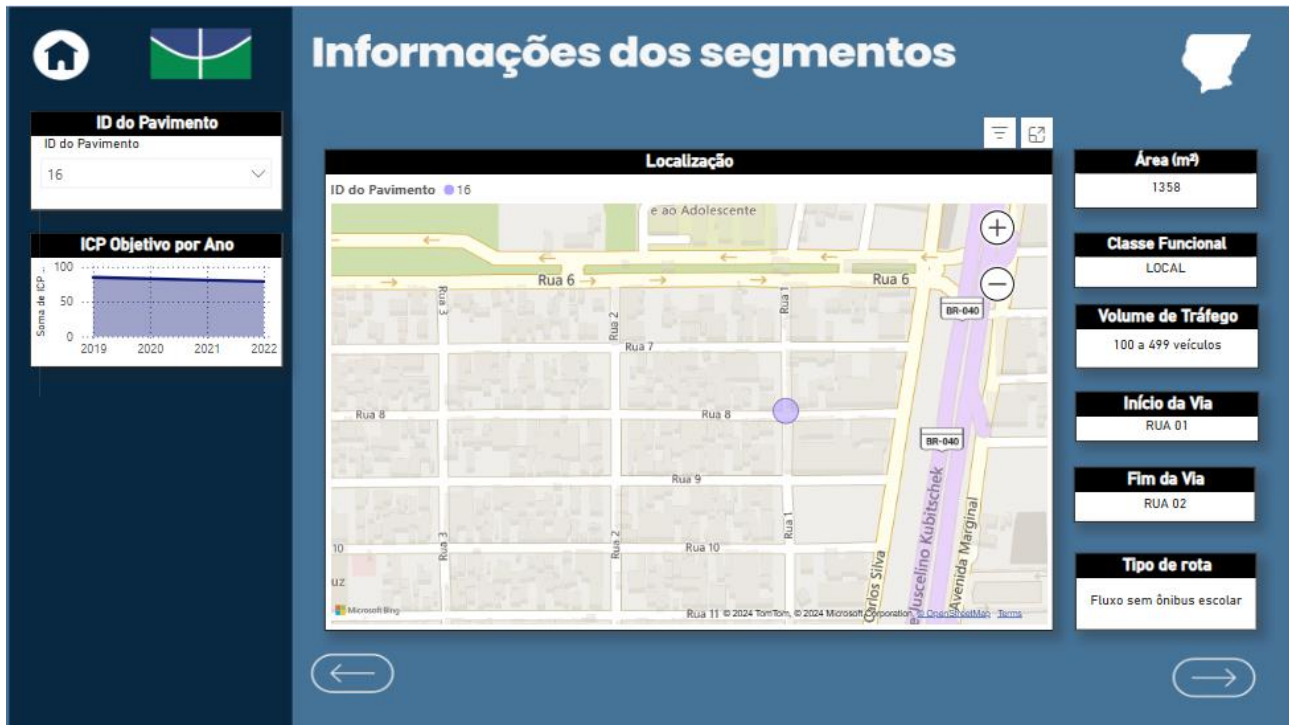 Informações dos segmentos
ID do Pavimento
ID do Pavimento
16
ICP Objetivo por Ano
Soma de ICP ...
100
50
0
2019 2020 2021 2022
Localização
ID do Pavimento 16
e ao Adolescente
Rua 6
Rua 6
BR-040
Rua 3
Rua 2
Rua 1
Rua 7
Rua 8
Rua 8
BR-040
Rua 9
Rua 3
Rua 2
Rua 1
10
Rua 10
uz
Carlos Silva
Juscelino Kubitschek
Avenida Marginal
Rua 11
Microsoft Bing
© 2024 TomTom, © 2024 Microsoft Corporation, © OpenStreetMap Terms
Área (m²)
1358
Classe Funcional
LOCAL
Volume de Tráfego
100 a 499 veículos
Início da Via
RUA 01
Fim da Via
RUA 02
Tipo de rota
Fluxo sem ônibus escolar